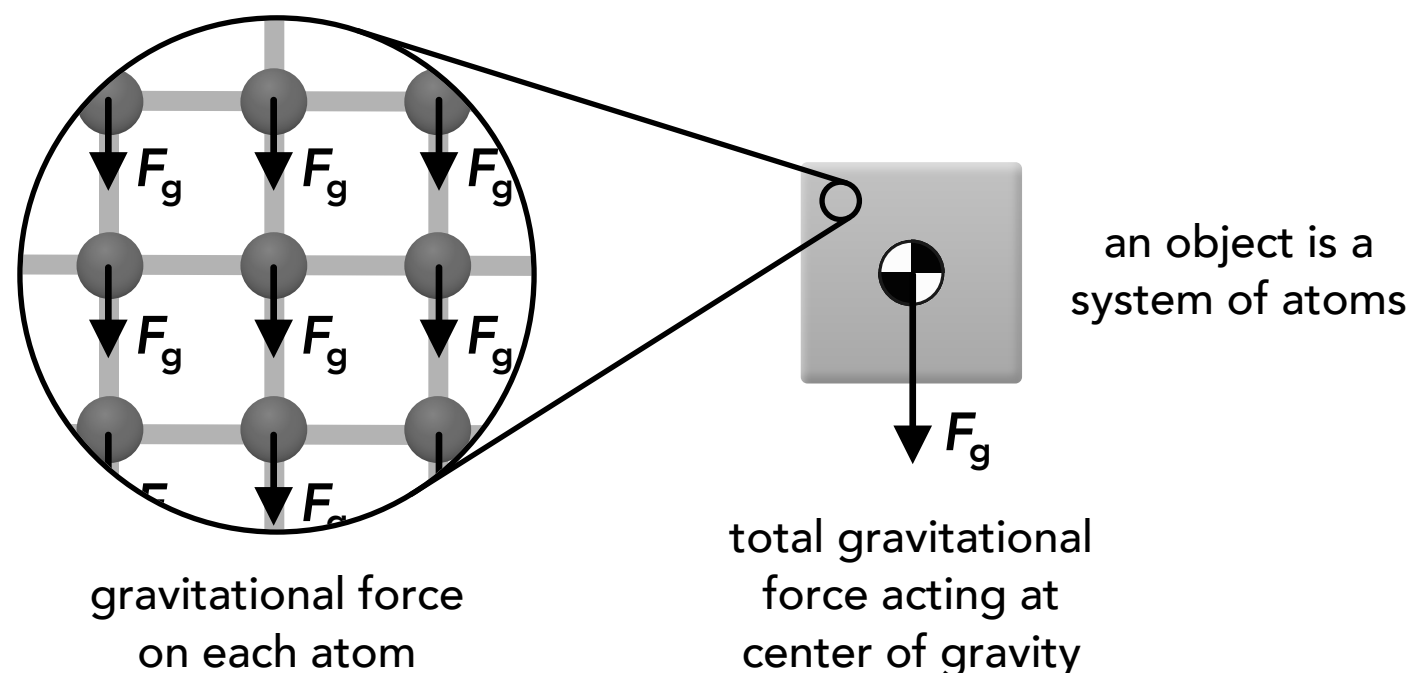 Fg Fg Fg
Fg Fg Fg
F Fg
gravitational force
on each atom
Fg
total gravitational
force acting at
center of gravity
an object is a
system of atoms